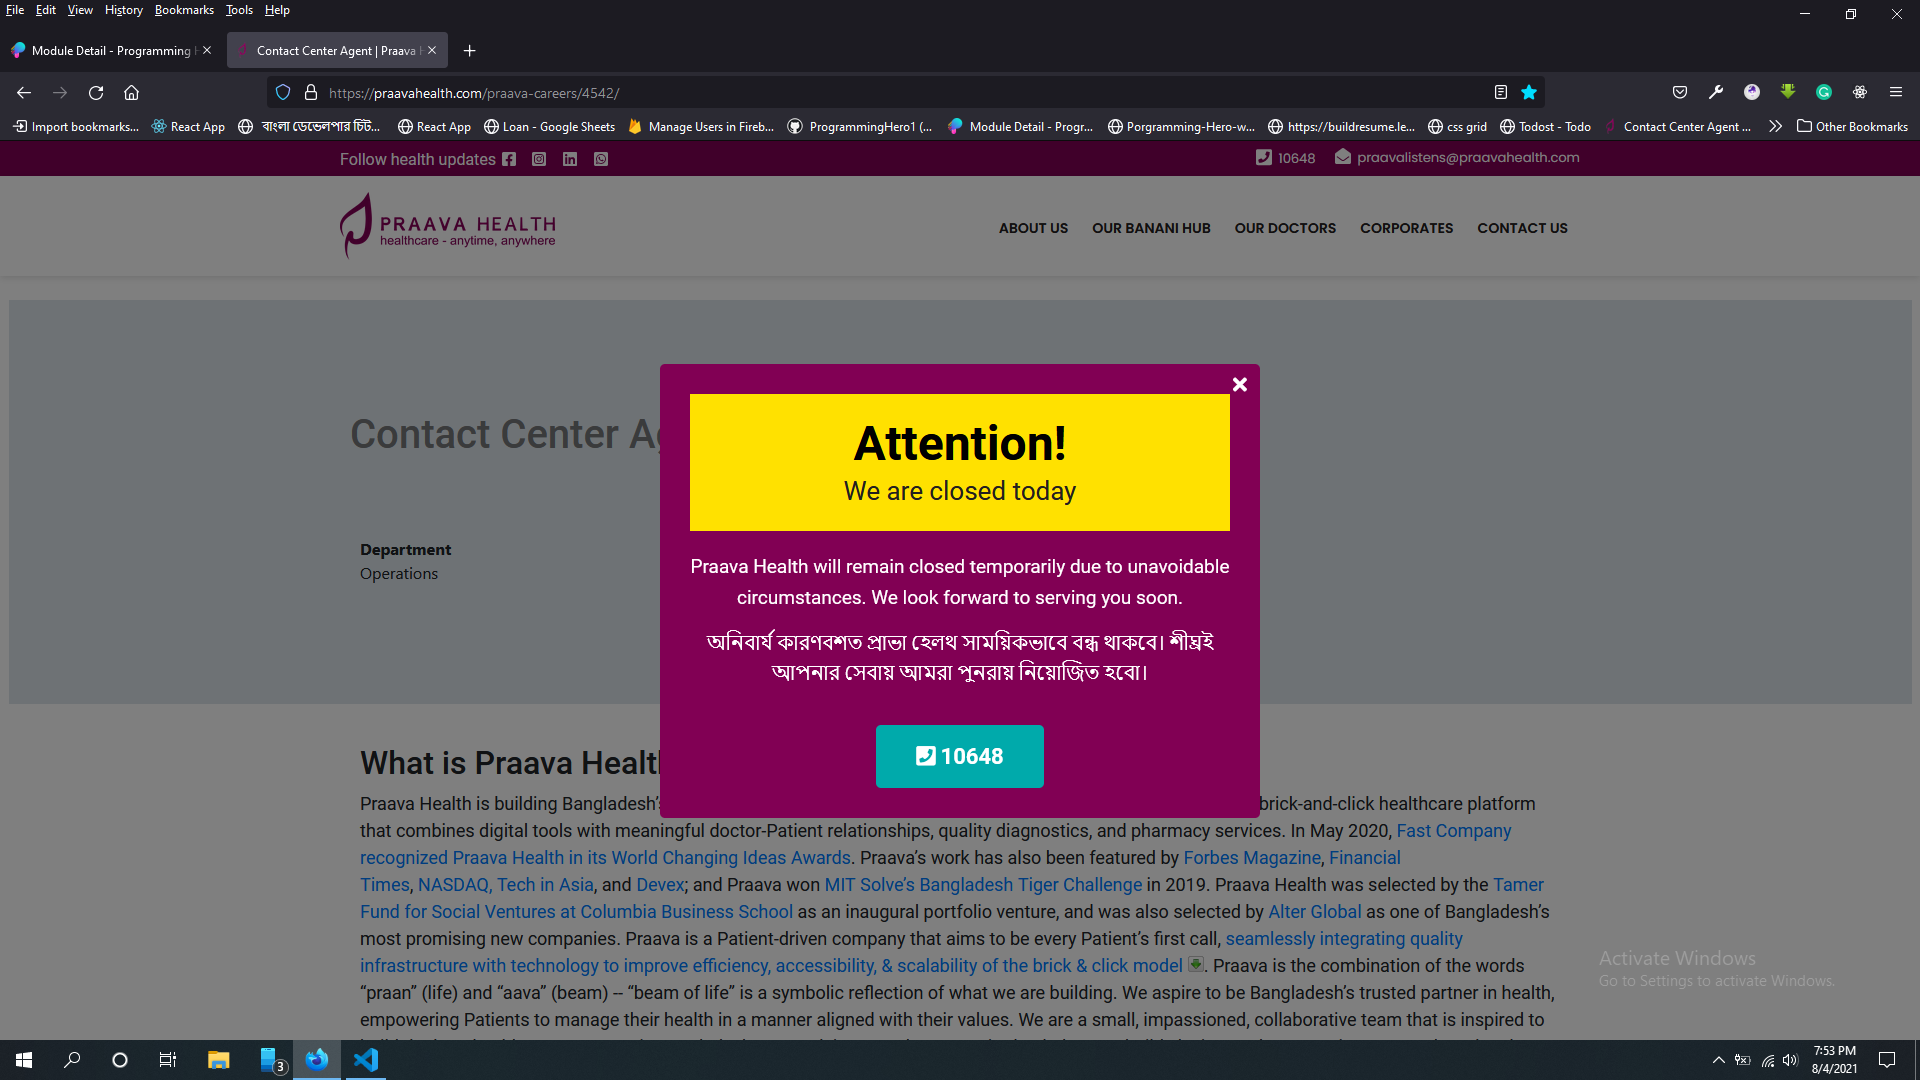 File Edit View History Bookmarks Tools Help
Module Detail - Programming H
Contact Center Agent | Praava H
https://praavahealth.com/praava-careers/4542/
Import bookmarks... React App বাংলা ডেভেলপার চিট... React App Loan - Google Sheets Manage Users in Fireb... ProgrammingHero1 (... Module Detail - Progr... Porgramming-Hero-w... https://buildresume.le... css grid Todost - Todo Contact Center Agent ... Other Bookmarks
Follow health updates 10648 praavalistens@praavahealth.com
PRAAVA HEALTH
healthcare - anytime, anywhere
ABOUT US OUR BANANI HUB OUR DOCTORS CORPORATES CONTACT US
Contact Center Ag
Department
Operations
Attention!
We are closed today
Praava Health will remain closed temporarily due to unavoidable
circumstances. We look forward to serving you soon.
অনিবার্য কারণবশত প্রাভা হেলথ সাময়িকভাবে বন্ধ থাকবে। শীঘ্রই
আপনার সেবায় আমরা পুনরায় নিয়োজিত হবো।
10648
What is Praava Healt
Praava Health is building Bangladesh’s brick-and-click healthcare platform
that combines digital tools with meaningful doctor-Patient relationships, quality diagnostics, and pharmacy services. In May 2020, Fast Company
recognized Praava Health in its World Changing Ideas Awards. Praava’s work has also been featured by Forbes Magazine, Financial
Times, NASDAQ, Tech in Asia, and Devex; and Praava won MIT Solve’s Bangladesh Tiger Challenge in 2019. Praava Health was selected by the Tamer
Fund for Social Ventures at Columbia Business School as an inaugural portfolio venture, and was also selected by Alter Global as one of Bangladesh’s
most promising new companies. Praava is a Patient-driven company that aims to be every Patient’s first call, seamlessly integrating quality
infrastructure with technology to improve efficiency, accessibility, & scalability of the brick & click model. Praava is the combination of the words
“praan” (life) and “aava” (beam) -- “beam of life” is a symbolic reflection of what we are building. We aspire to be Bangladesh’s trusted partner in health,
empowering Patients to manage their health in a manner aligned with their values. We are a small, impassioned, collaborative team that is inspired to
Activate Windows
Go to Settings to activate Windows.
3
7:53 PM
8/4/2021